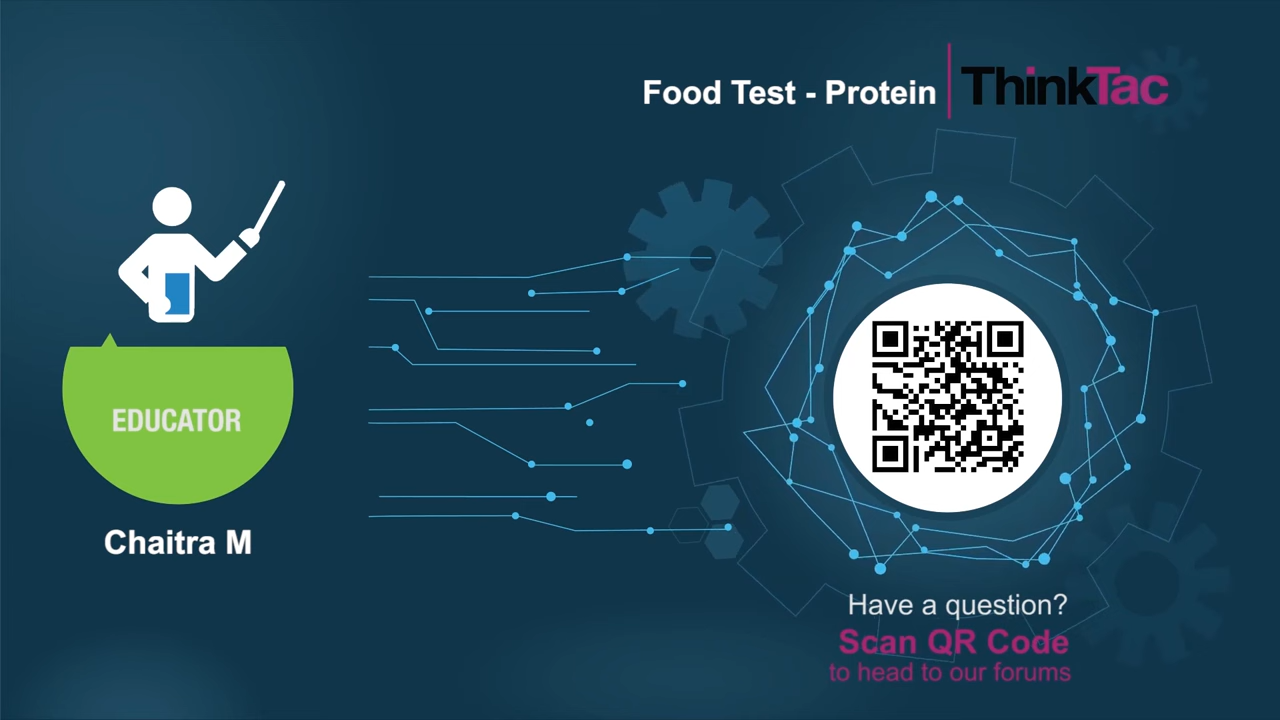 Food Test - Protein
ThinkTac
EDUCATOR
Chaitra M
Have a question?
Scan QR Code
to head to our forums